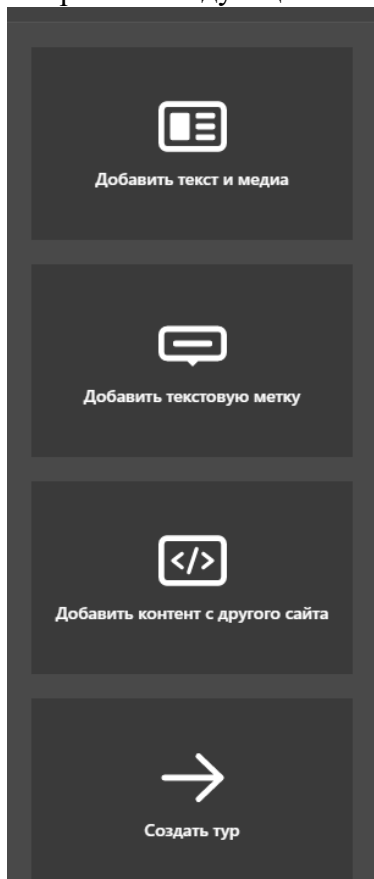 Добавить текст и медиа
Добавить текстовую метку
</>
Добавить контент с другого сайта
Создать тур